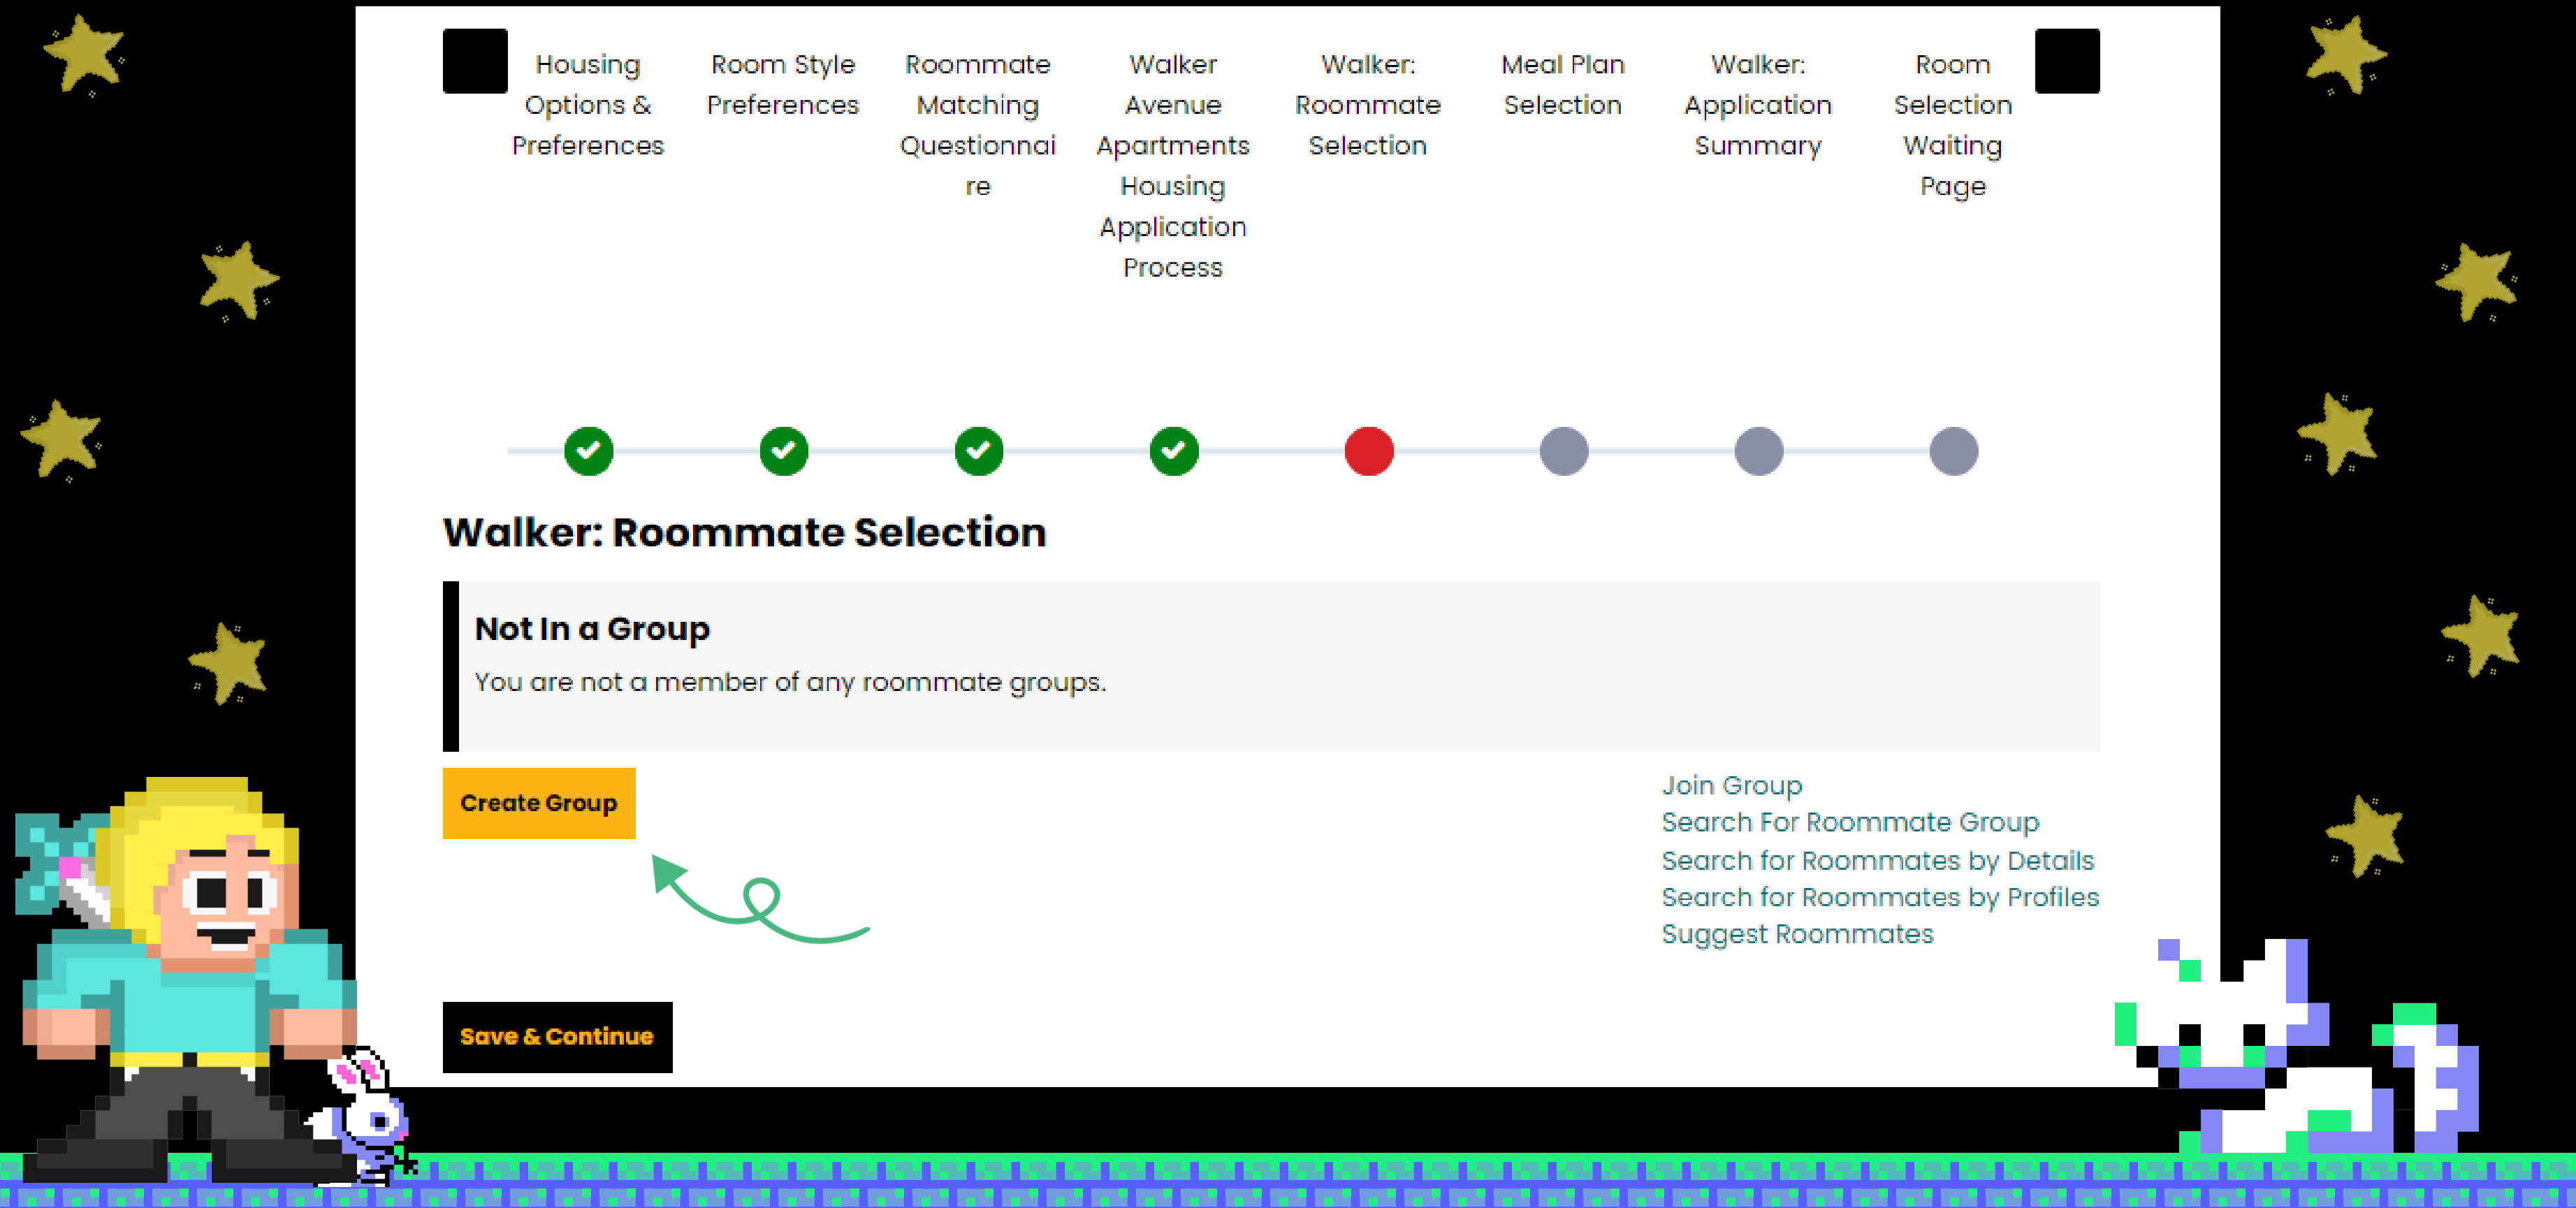 Housing
Options &
Preferences
Room Style
Preferences
Roommate
Matching
Questionnai
re
Walker
Avenue
Apartments
Housing
Application
Process
Walker:
Roommate
Selection
Meal Plan
Selection
Walker:
Application
Summary
Room
Selection
Waiting
Page
Walker: Roommate Selection
Not In a Group
You are not a member of any roommate groups.
Create Group
Join Group
Search For Roommate Group
Search for Roommates by Details
Search for Roommates by Profiles
Suggest Roommates
Save & Continue